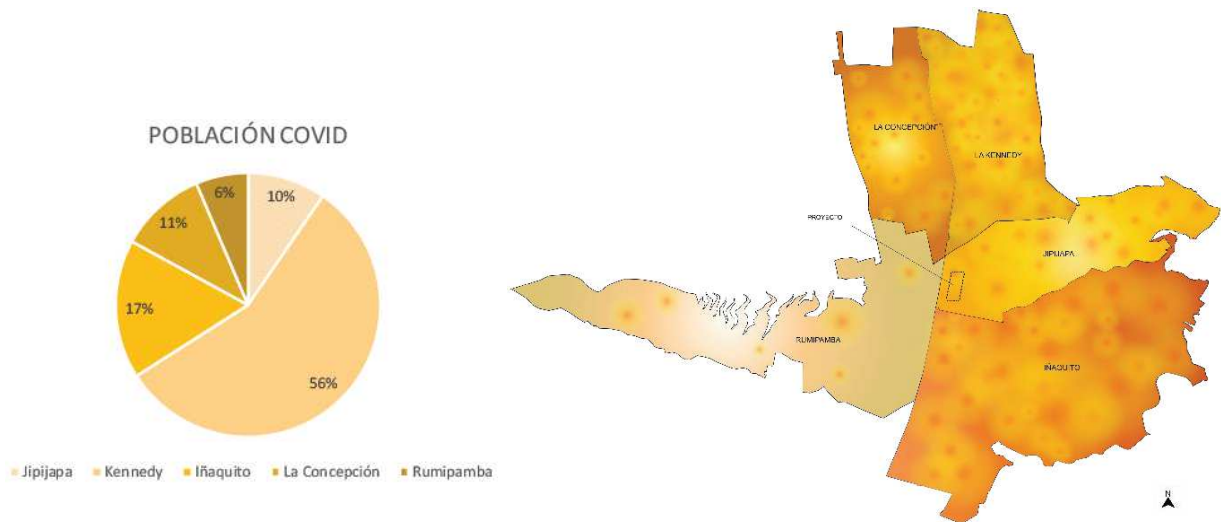 POBLACIÓN COVID
6%
10%
11%
17%
56%
Jipijapa
Kennedy
Iñaquito
La Concepción
Rumipamba
LA CONCEPCIÓN
LA KENNEDY
PROYECTO
JIPIJAPA
RUMIPAMBA
IÑAQUITO
N